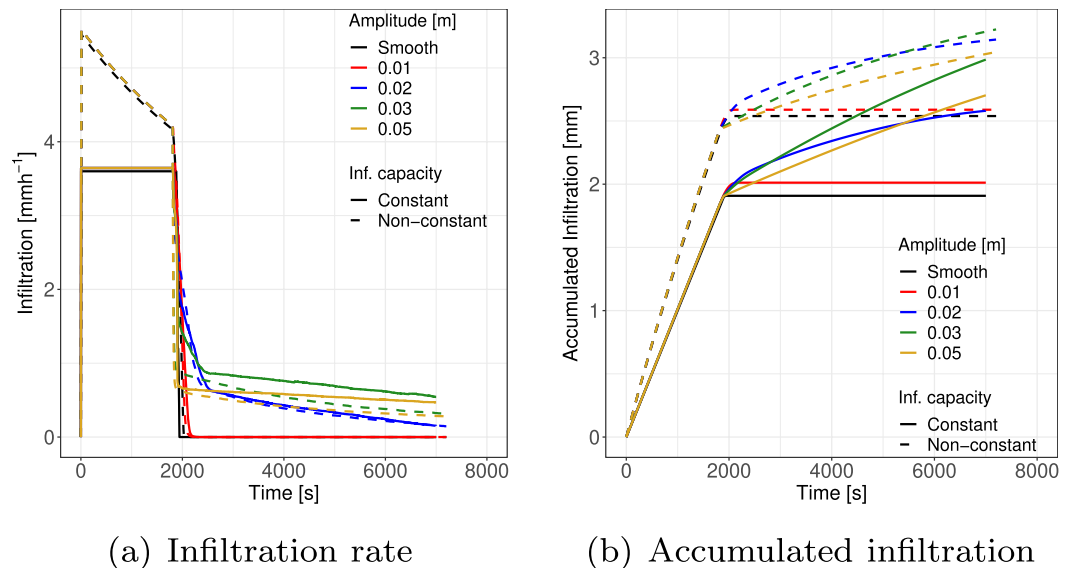 Amplitude [m]
Smooth
0.01
0.02
0.03
0.05
Inf. capacity
Constant
Non−constant
Infiltration [mmh⁻¹]
4
2
0
0
2000
4000
6000
8000
Time [s]
(a) Infiltration rate
Accumulated Infiltration [mm]
3
2
1
0
Amplitude [m]
Smooth
0.01
0.02
0.03
0.05
Inf. capacity
Constant
Non−constant
0
2000
4000
6000
8000
Time [s]
(b) Accumulated infiltration